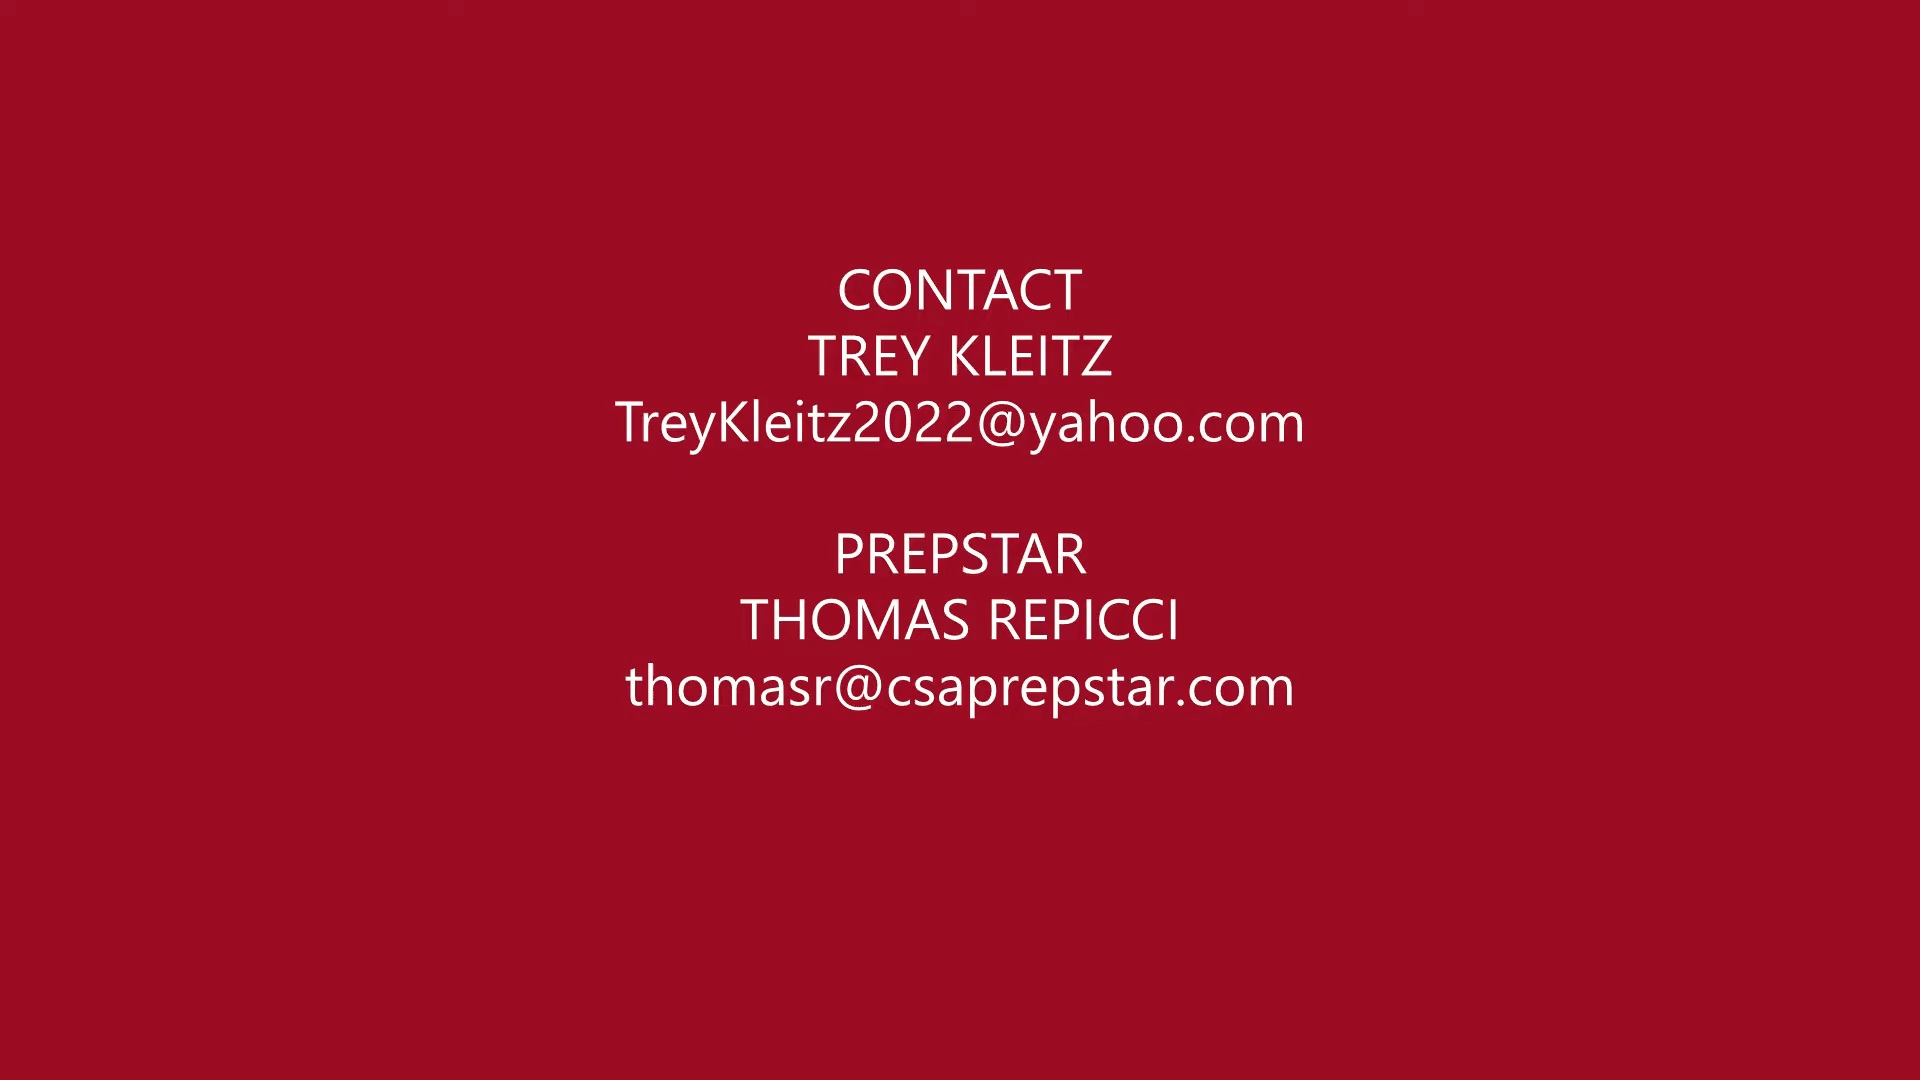 CONTACT
TREY KLEITZ
TreyKleitz2022@yahoo.com
PREPSTAR
THOMAS REPICCI
thomasr@csaprepstar.com